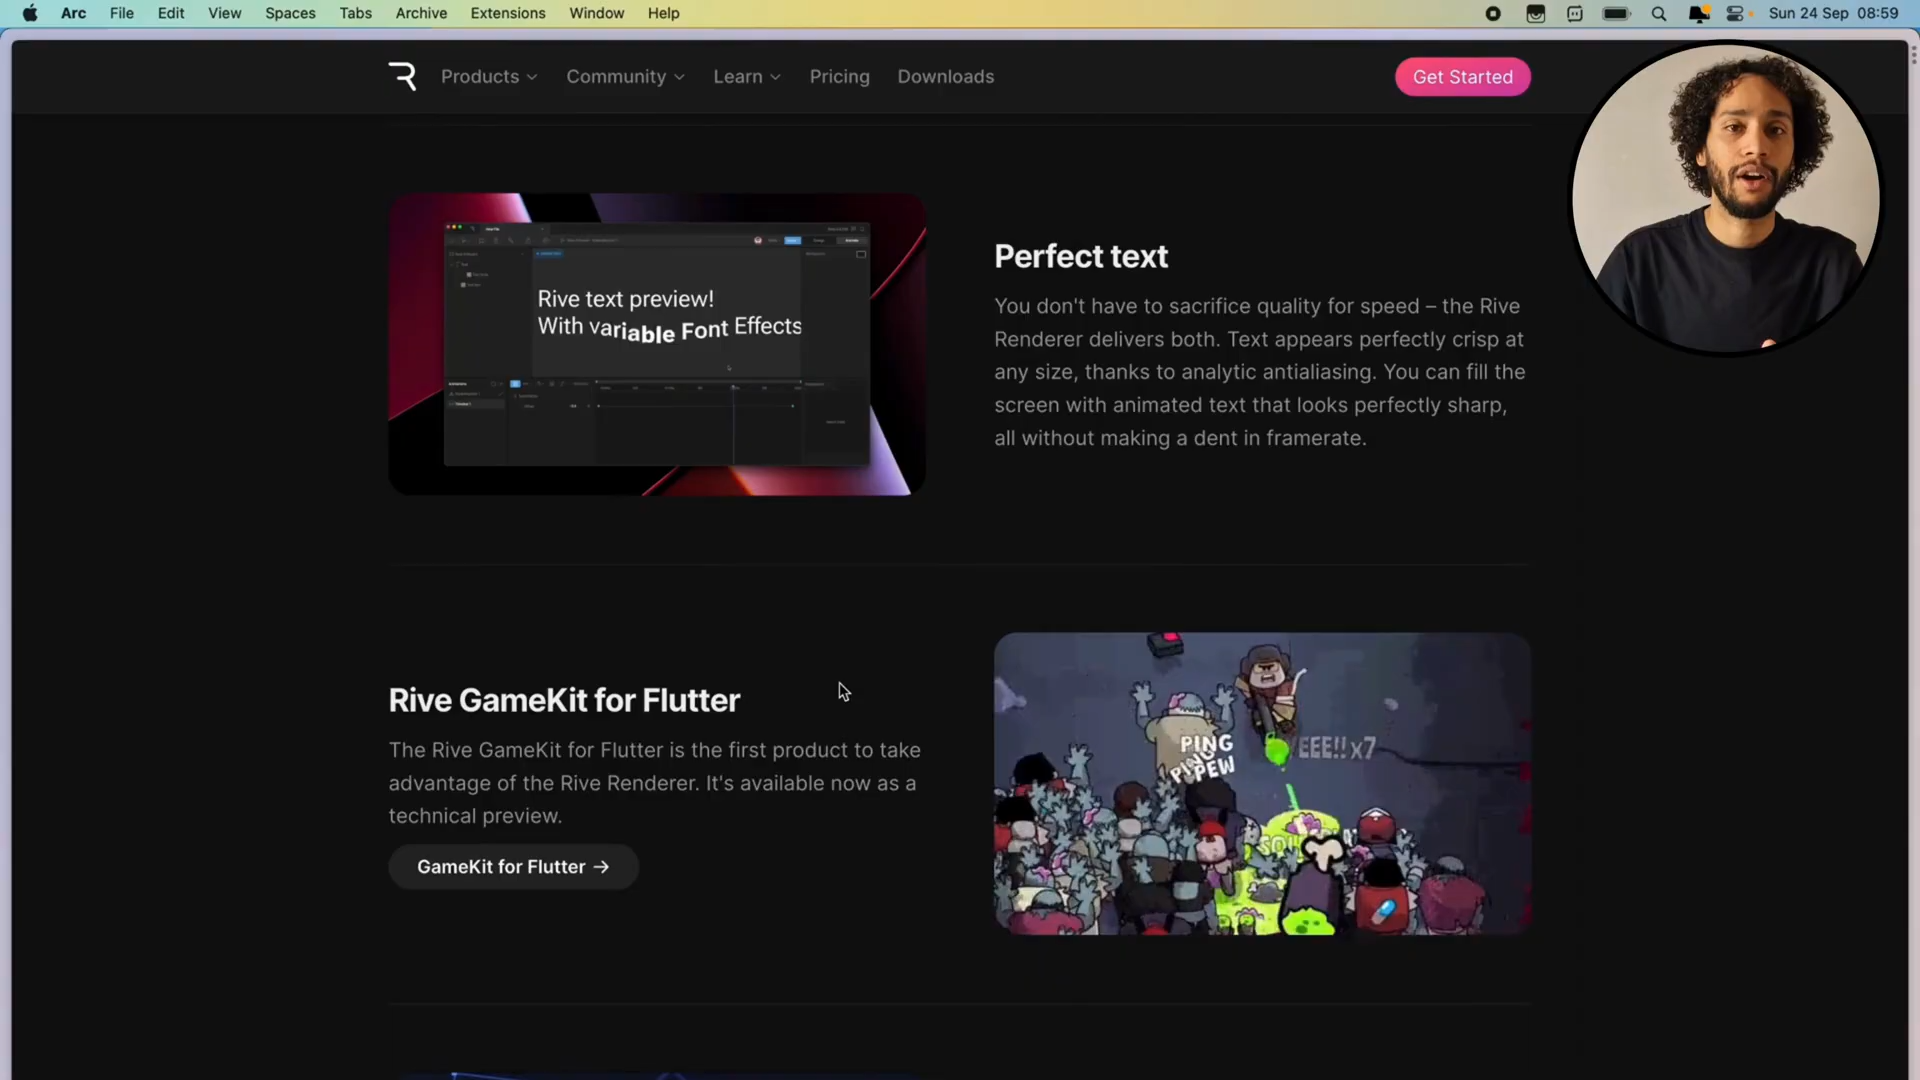 Arc File Edit View Spaces Tabs Archive Extensions Window Help Sun 24 Sep 08:59
Products Community Learn Pricing Downloads Get Started
Rive text preview!
With variable Font Effects
Perfect text
You don't have to sacrifice quality for speed – the Rive
Renderer delivers both. Text appears perfectly crisp at
any size, thanks to analytic antialiasing. You can fill the
screen with animated text that looks perfectly sharp,
all without making a dent in framerate.
Rive GameKit for Flutter
The Rive GameKit for Flutter is the first product to take
advantage of the Rive Renderer. It's available now as a
technical preview.
GameKit for Flutter →
PING
PEW
EEE!! x7